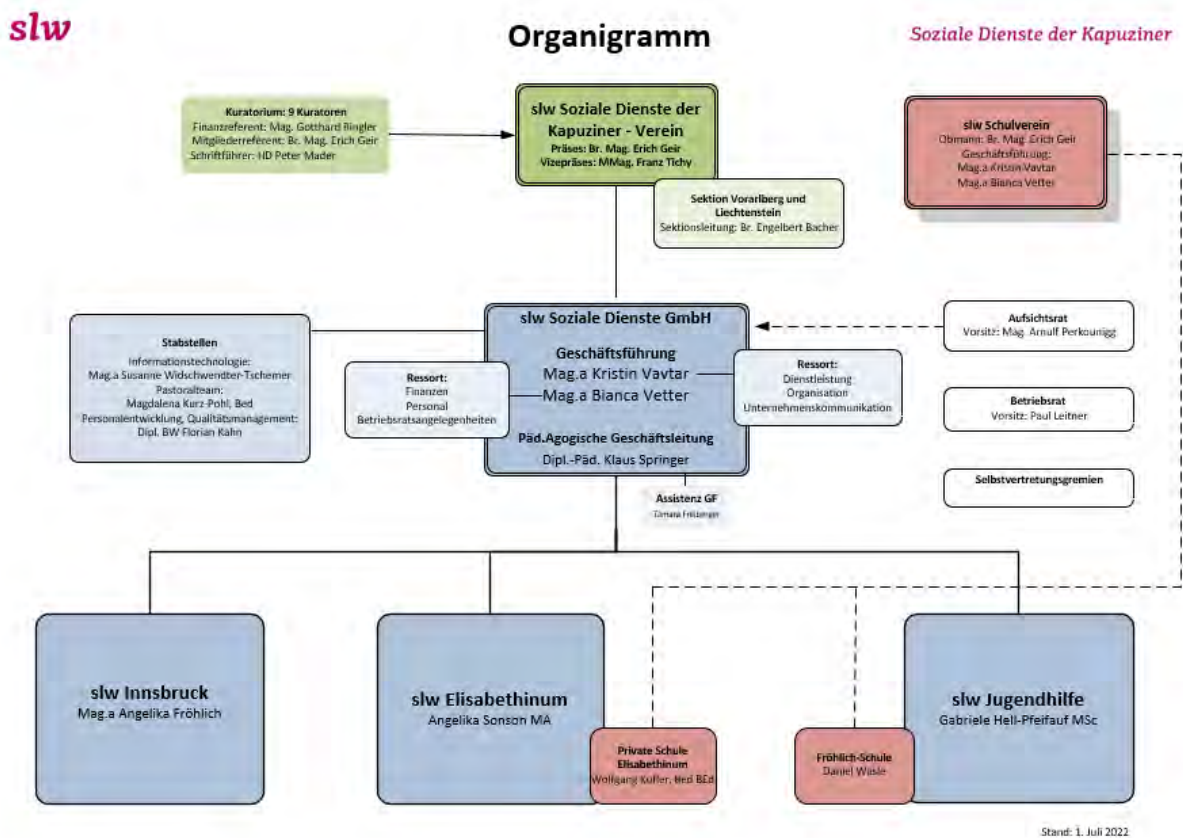 slw
Organigramm
Soziale Dienste der Kapuziner
Kuratorium: 9 Kuratoren
Finanzreferent: Mag. Gotthard Ringler
Mitgliederreferent: Br. Mag. Erich Geir
Schriftführer: HD Peter Mader
slw Soziale Dienste der
Kapuziner - Verein
Präses: Br. Mag. Erich Geir
Vizepräses: MMag. Franz Tichy
slw Schulverein
Obmann: Br. Mag. Erich Geir
Geschäftsführung:
Mag.a Kristin Vavtar
Mag.a Bianca Vetter
Sektion Vorarlberg und
Liechtenstein
Sektionsleitung: Br. Engelbert Bacher
Stabstellen
Informationstechnologie:
Mag.a Susanne Widschwendter-Tschemer
Pastoralteam:
Magdalena Kurz-Pohl, Bed
Personalentwicklung, Qualitätsmanagement:
Dipl. BW Florian Kahn
slw Soziale Dienste GmbH
Geschäftsführung
Mag.a Kristin Vavtar
Mag.a Bianca Vetter
Päd.Agogische Geschäftsleitung
Dipl.-Päd. Klaus Springer
Ressort:
Finanzen
Personal
Betriebsratsangelegenheiten
Ressort:
Dienstleistung
Organisation
Unternehmenskommunikation
Aufsichtsrat
Vorsitz: Mag. Arnulf Perkounigg
Betriebsrat
Vorsitz: Paul Leitner
Selbstvertretungsgremien
Assistenz GF
Tamara
slw Innsbruck
Mag.a Angelika Fröhlich
slw Elisabethinum
Angelika Sonson MA
Private Schule
Elisabethinum
Wolfgang Kofler, Bed BEd
Fröhlich-Schule
Daniel Wasle
slw Jugendhilfe
Gabriele Hell-Pfeifauf MSc
Stand: 1. Juli 2022